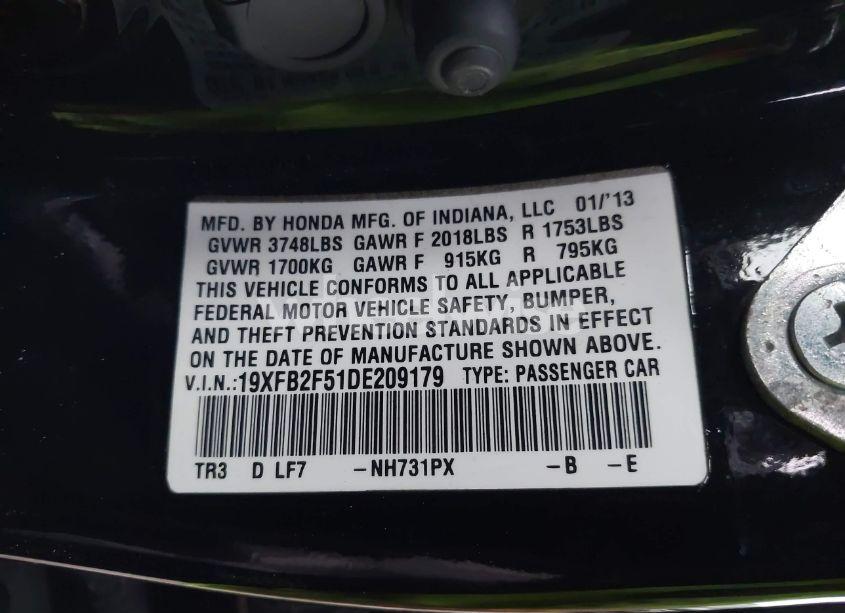 MFD. BY HONDA MFG. OF INDIANA, LLC 01/'13
GVWR 3748LBS GAWR F 2018LBS R 1753LBS
GVWR 1700KG GAWR F 915KG R 795KG
THIS VEHICLE CONFORMS TO ALL APPLICABLE
FEDERAL MOTOR VEHICLE SAFETY, BUMPER,
AND THEFT PREVENTION STANDARDS IN EFFECT
ON THE DATE OF MANUFACTURE SHOWN ABOVE.
V.I.N.:19XFB2F51DE209179 TYPE: PASSENGER CAR
TR3 D LF7 -NH731PX -B -E